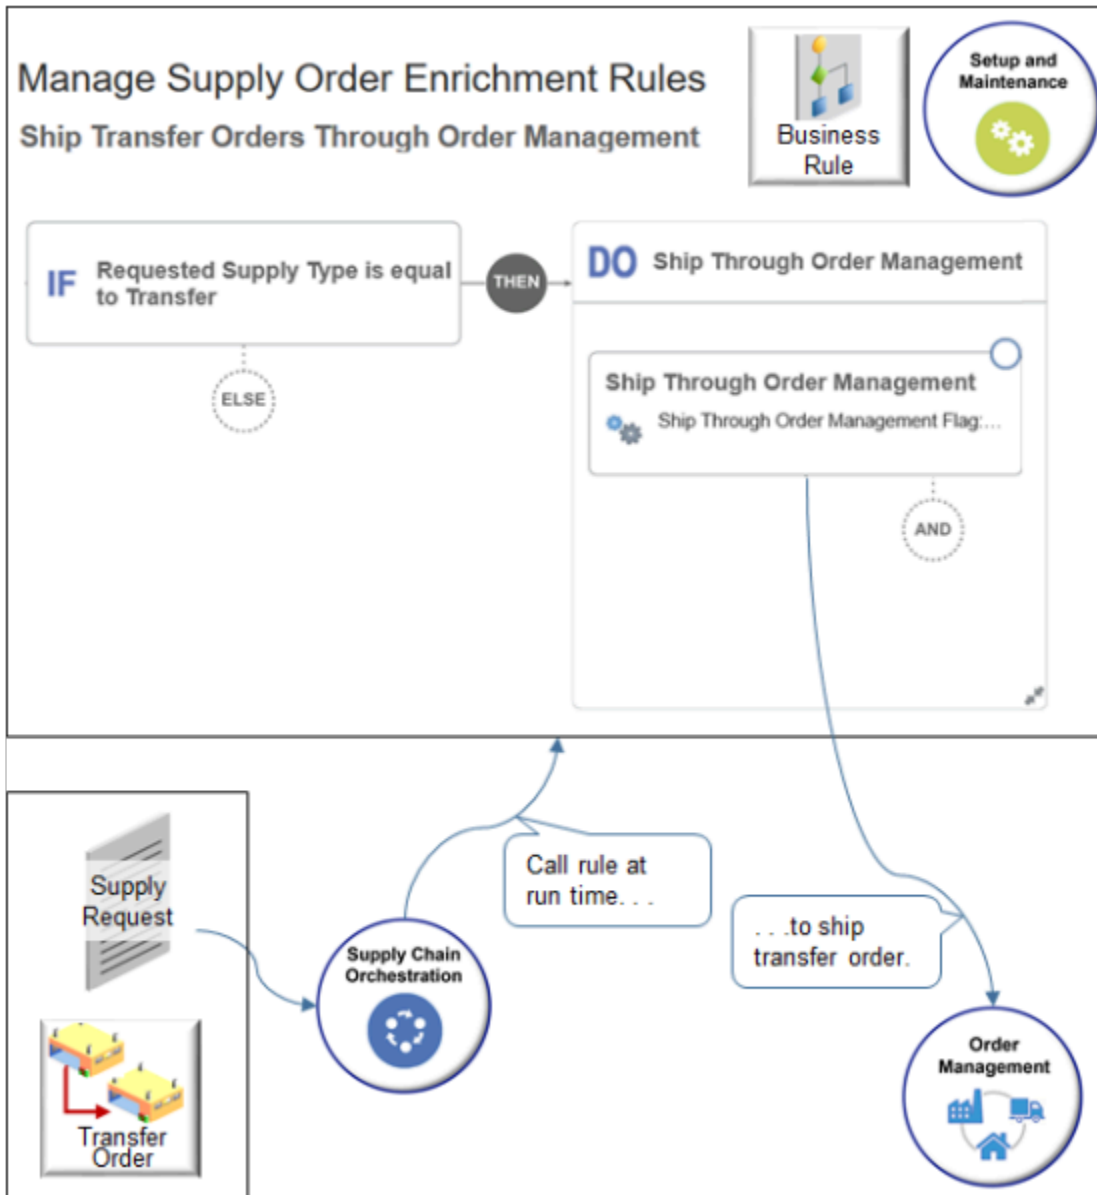 Manage Supply Order Enrichment Rules
Ship Transfer Orders Through Order Management
Business
Rule
Setup and
Maintenance
IF
Requested Supply Type is equal
to Transfer
THEN
DO
Ship Through Order Management
ELSE
Ship Through Order Management
Ship Through Order Management Flag:...
AND
Supply
Request
Call rule at
run time. . .
. . .to ship
transfer order.
Supply Chain
Orchestration
Order
Management
Transfer
Order